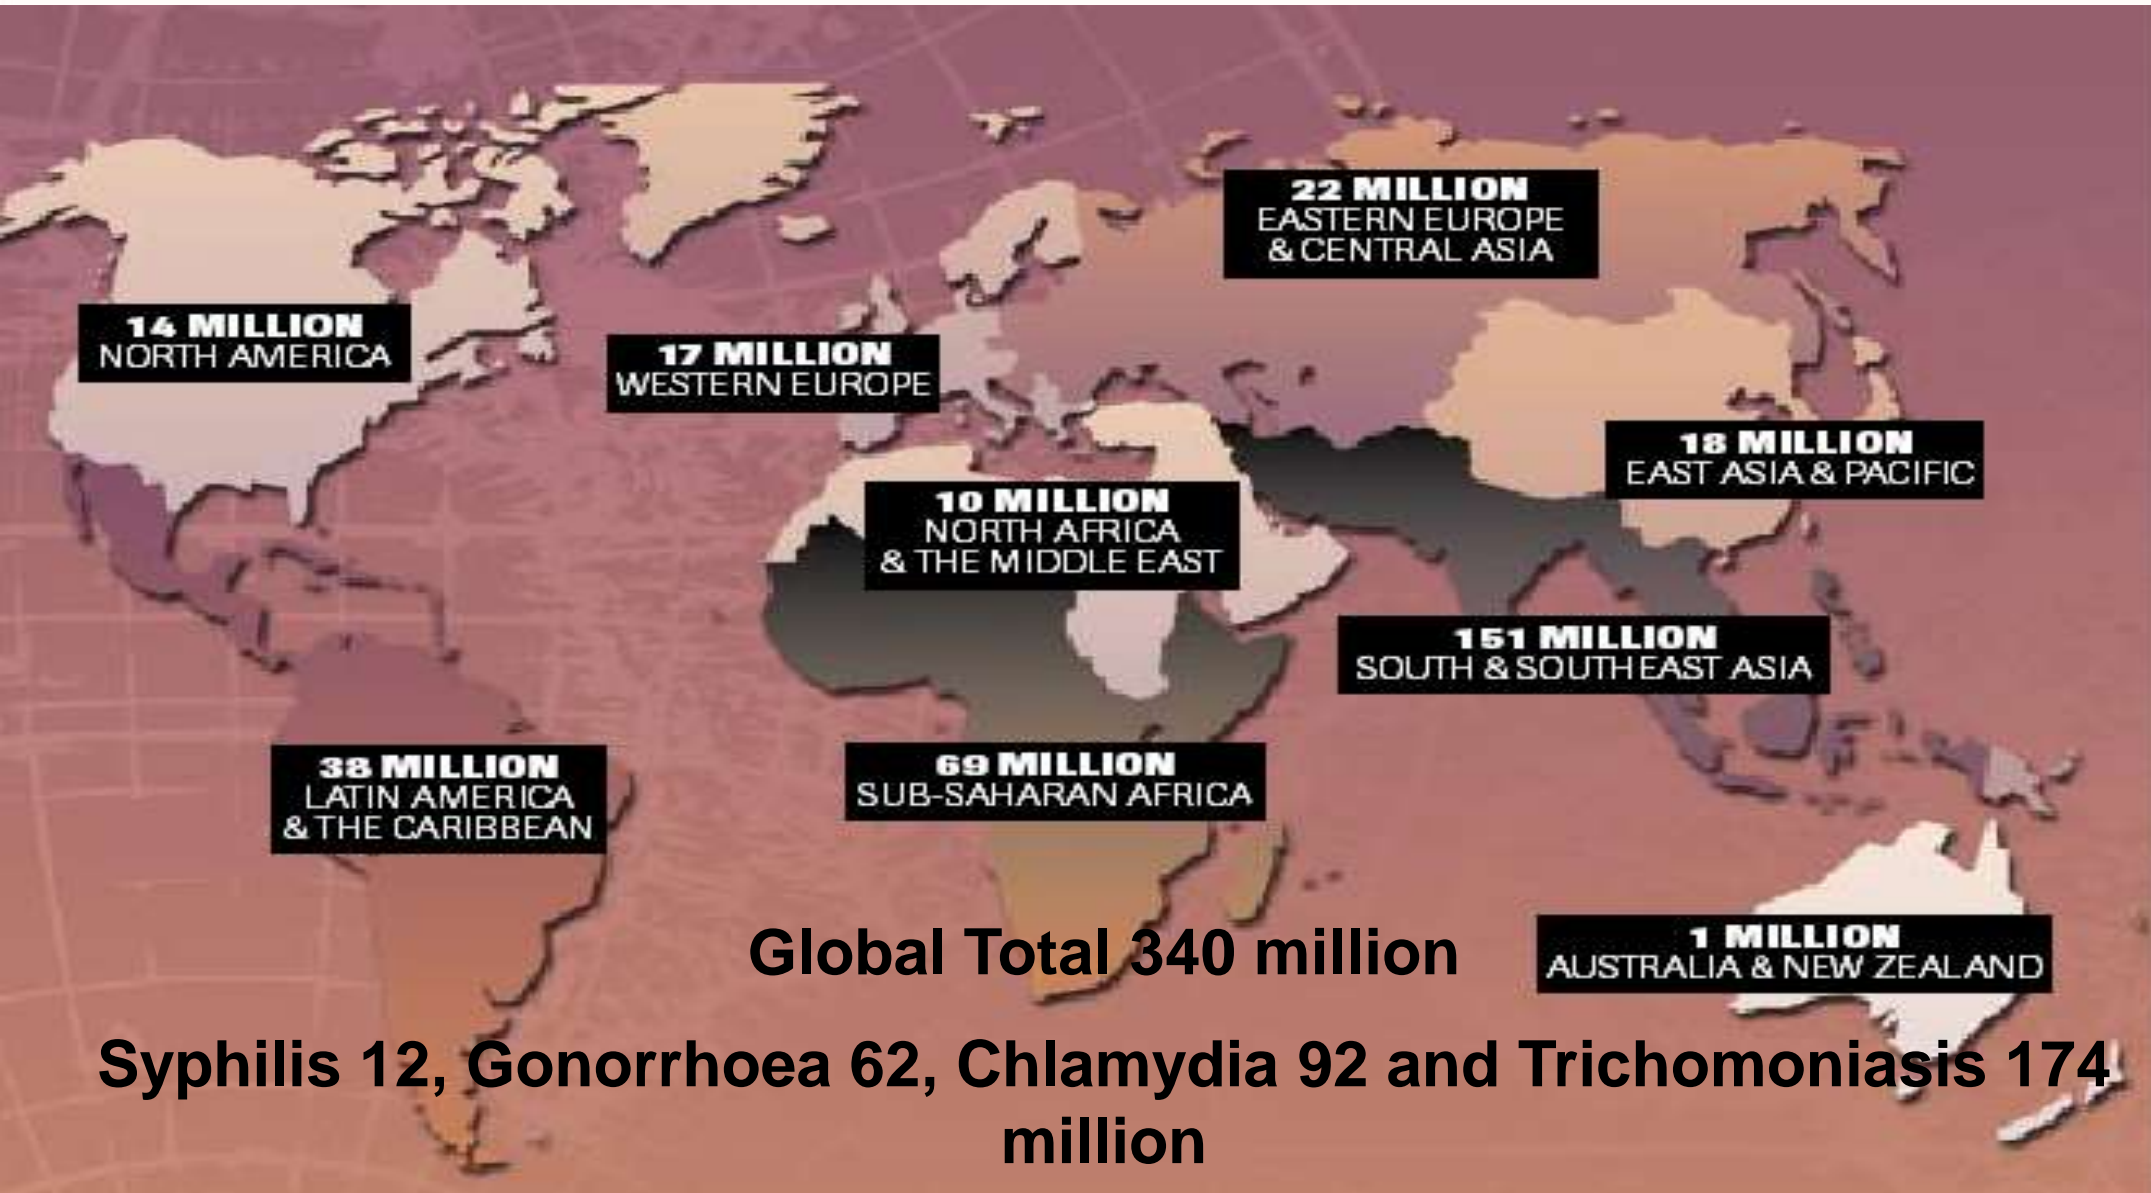 22 MILLION
EASTERN EUROPE
& CENTRAL ASIA
14 MILLION
NORTH AMERICA
17 MILLION
WESTERN EUROPE
18 MILLION
EAST ASIA & PACIFIC
10 MILLION
NORTH AFRICA
& THE MIDDLE EAST
151 MILLION
SOUTH & SOUTHEAST ASIA
38 MILLION
LATIN AMERICA
& THE CARIBBEAN
69 MILLION
SUB-SAHARAN AFRICA
1 MILLION
AUSTRALIA & NEW ZEALAND
Global Total 340 million
Syphilis 12, Gonorrhoea 62, Chlamydia 92 and Trichomoniasis 174
million